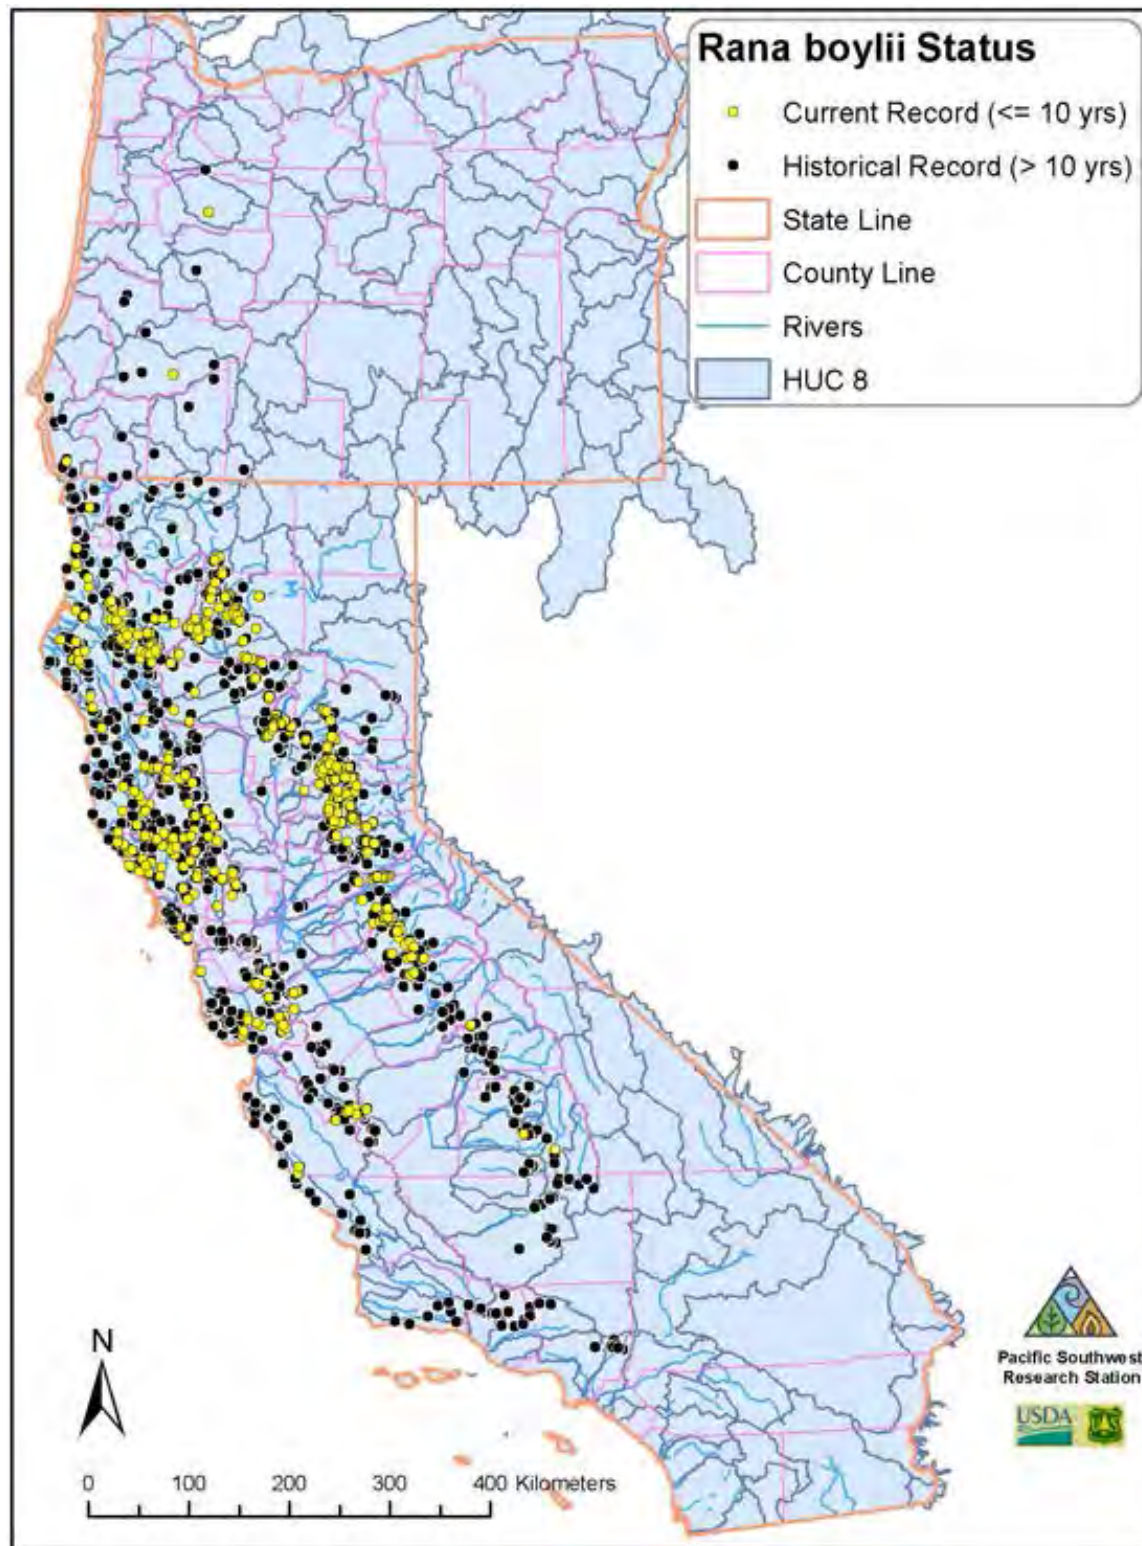 Rana boylii Status
Current Record (<= 10 yrs)
Historical Record (> 10 yrs)
State Line
County Line
Rivers
HUC 8
N
0 100 200 300 400 Kilometers
Pacific Southwest
Research Station
USDA